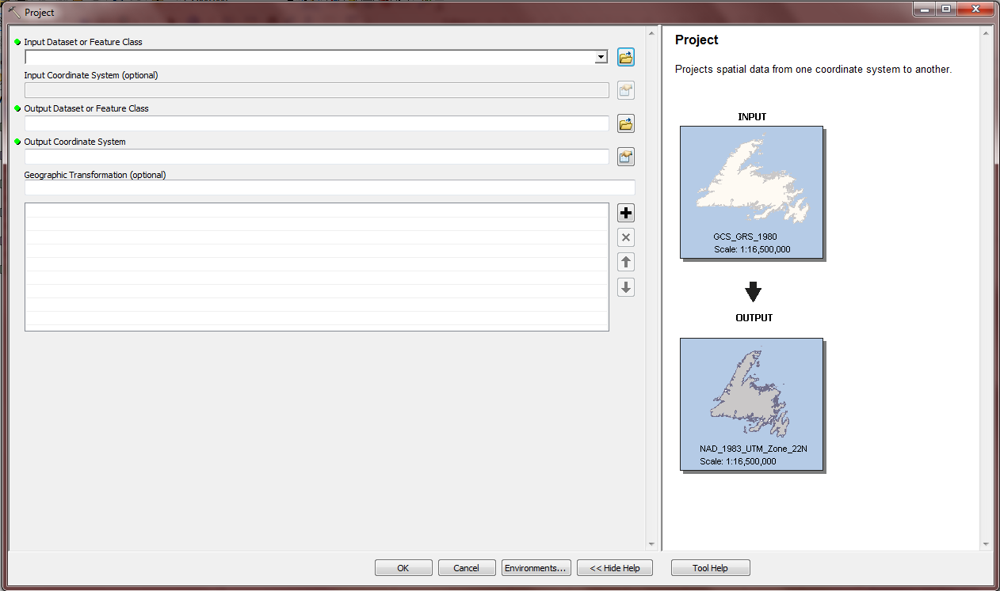 Project
Input Dataset or Feature Class
Input Coordinate System (optional)
Output Dataset or Feature Class
Output Coordinate System
Geographic Transformation (optional)
Project
Projects spatial data from one coordinate system to another.
INPUT
GCS_GRS_1980
Scale: 1:16,500,000
OUTPUT
NAD_1983_UTM_Zone_22N
Scale: 1:16,500,000
OK
Cancel
Environments...
<< Hide Help
Tool Help